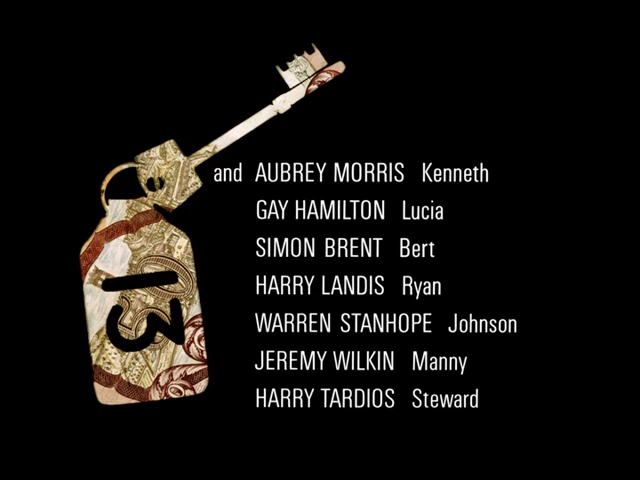 and AUBREY MORRIS Kenneth
GAY HAMILTON Lucia
SIMON BRENT Bert
HARRY LANDIS Ryan
WARREN STANHOPE Johnson
JEREMY WILKIN Manny
HARRY TARDIOS Steward
13